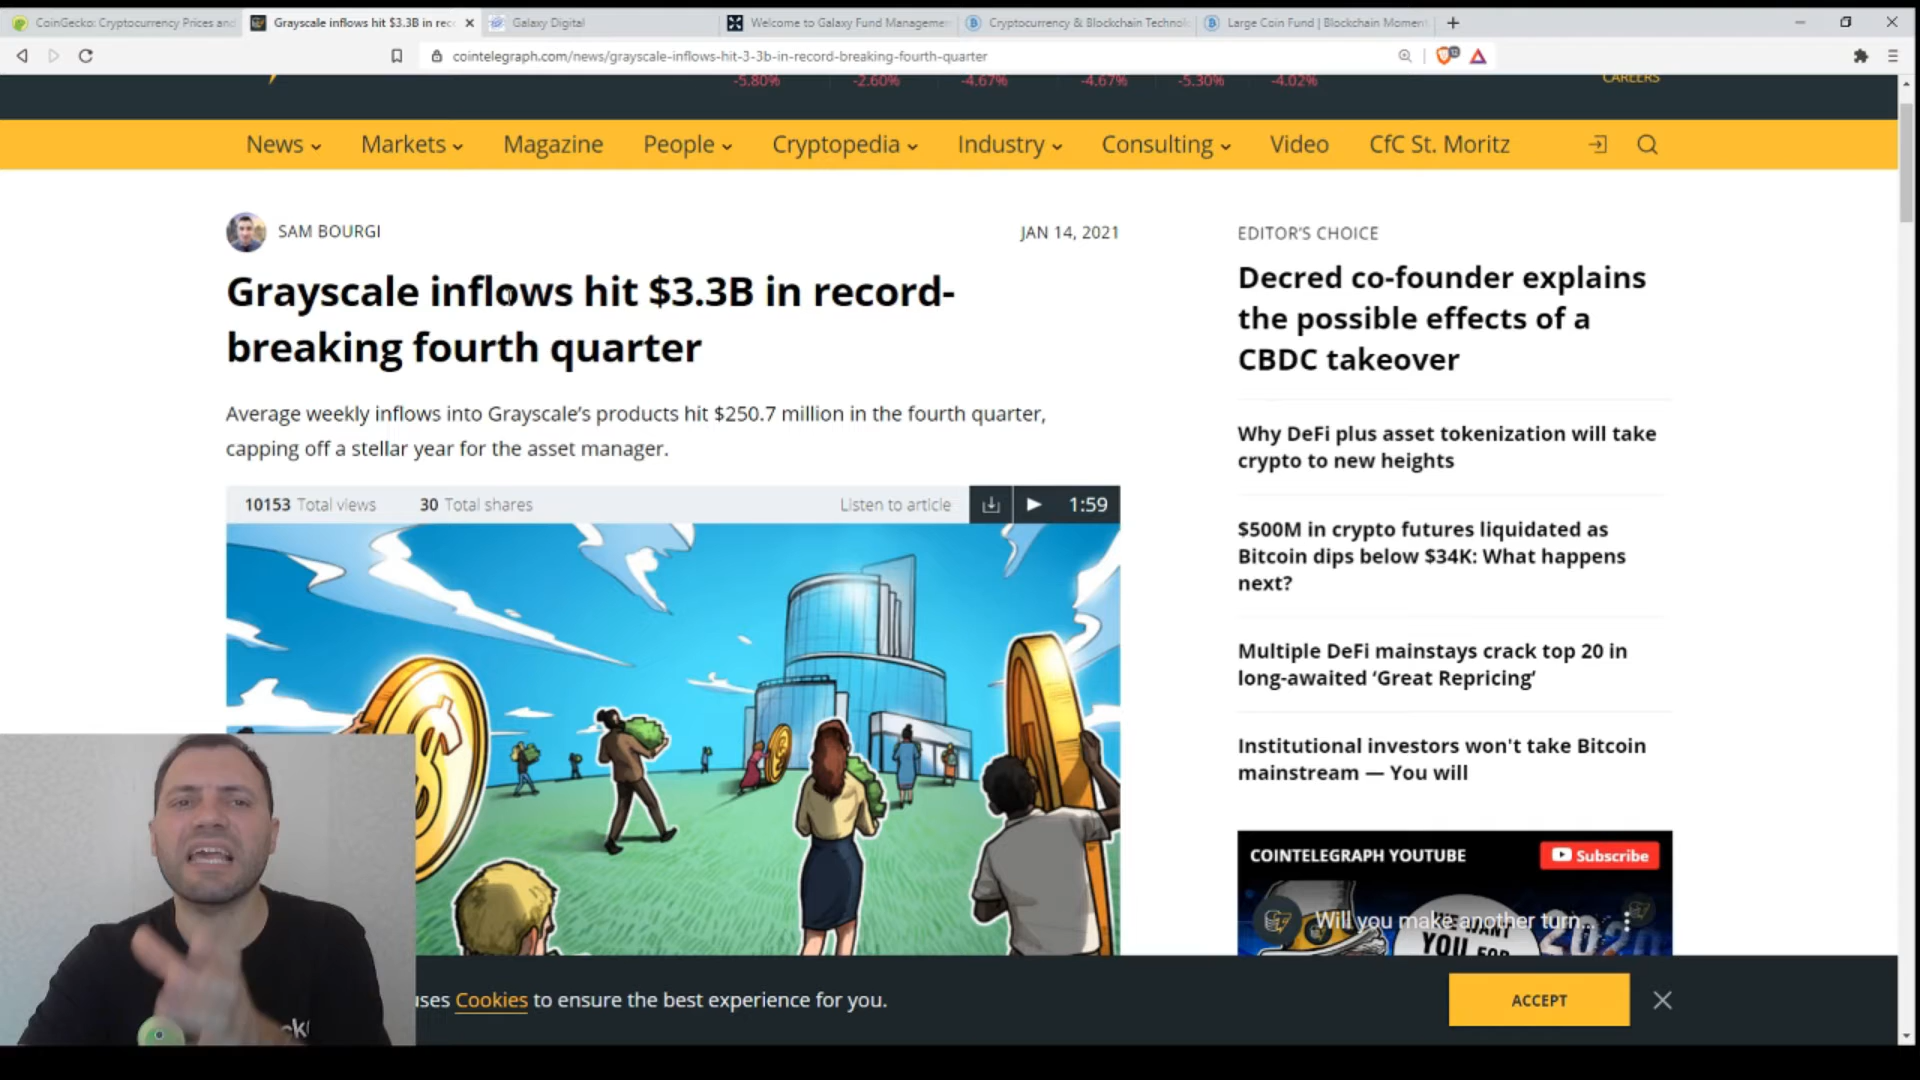 CoinGecko: Cryptocurrency Prices and
Grayscale inflows hit $3.3B in rec
Galaxy Digital
Welcome to Galaxy Fund Managemen
Cryptocurrency & Blockchain Technol
Large Coin Fund | Blockchain Momen
cointelegraph.com/news/grayscale-inflows-hit-3-3b-in-record-breaking-fourth-quarter
-5.80% -2.60% -4.67% -4.67% -5.30% -4.02%
CAREERS
News Markets Magazine People Cryptopedia Industry Consulting Video CfC St. Moritz
SAM BOURGI
JAN 14, 2021
Grayscale inflows hit $3.3B in record-
breaking fourth quarter
Average weekly inflows into Grayscale's products hit $250.7 million in the fourth quarter,
capping off a stellar year for the asset manager.
10153 Total views 30 Total shares Listen to article 1:59
EDITOR'S CHOICE
Decred co-founder explains
the possible effects of a
CBDC takeover
Why DeFi plus asset tokenization will take
crypto to new heights
$500M in crypto futures liquidated as
Bitcoin dips below $34K: What happens
next?
Multiple DeFi mainstays crack top 20 in
long-awaited ‘Great Repricing’
Institutional investors won't take Bitcoin
mainstream — You will
COINTELEGRAPH YOUTUBE
Subscribe
Will you make another turn...
WE WANT
YOU FOR
2020
uses Cookies to ensure the best experience for you.
ACCEPT